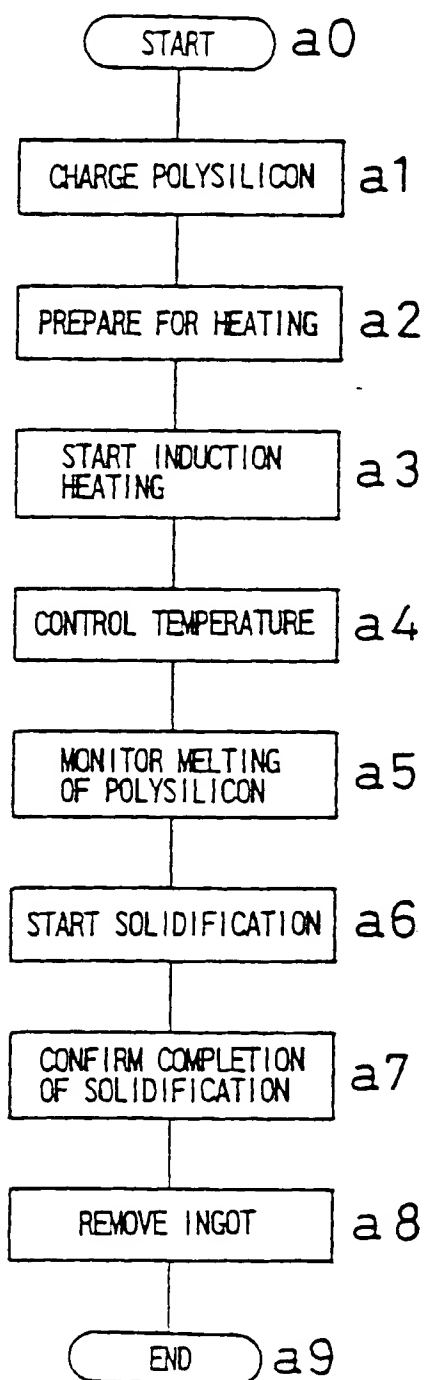 START a0
CHARGE POLYSILICON a1
PREPARE FOR HEATING a2
START INDUCTION
HEATING a3
CONTROL TEMPERATURE a4
MONITOR MELTING
OF POLYSILICON a5
START SOLIDIFICATION a6
CONFIRM COMPLETION
OF SOLIDIFICATION a7
REMOVE INGOT a8
END a9